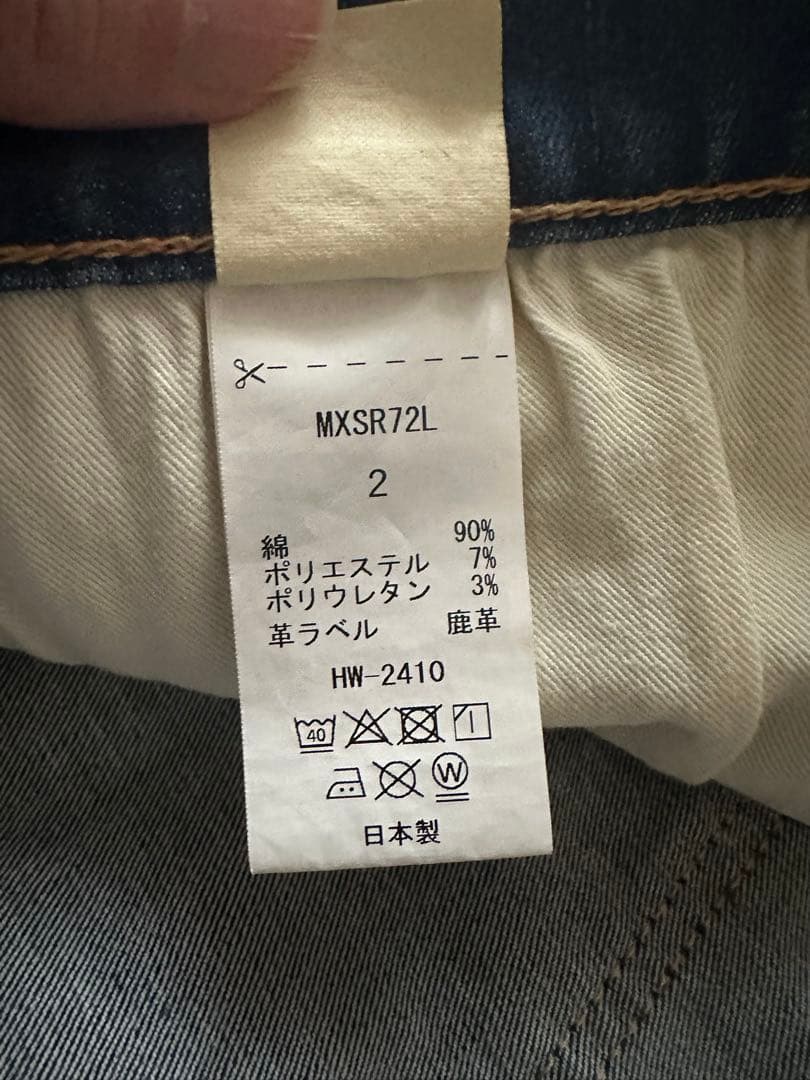 MXSR72L
2
綿 90%
ポリエステル 7%
ポリウレタン 3%
革ラベル 鹿革
HW-2410
40
W
日本製